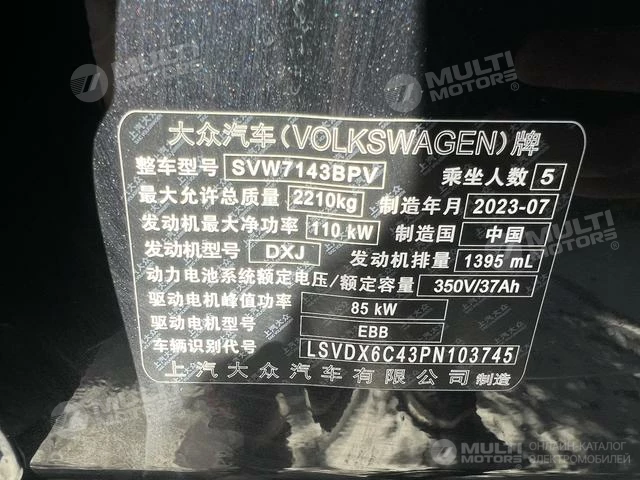 MULTI MOTORS®
MULTI MOTORS®
大众汽车(VOLKSWAGEN)牌
整车型号 SVW7143BPV 乘坐人数 5
最大允许总质量 2210kg 制造年月 2023-07
发动机最大净功率 110 kW 制造国 中国
发动机型号 DXJ 发动机排量 1395 mL
动力电池系统额定电压/额定容量 350V/37Ah
驱动电机峰值功率 85 kW
驱动电机型号 EBB
车辆识别代号 LSVDX6C43PN103745
上汽大众汽车有限公司 制造
MULTI MOTORS®
MULTI MOTORS® ОНЛАЙН-КАТАЛОГ ЭЛЕКТРОМОБИЛЕЙ